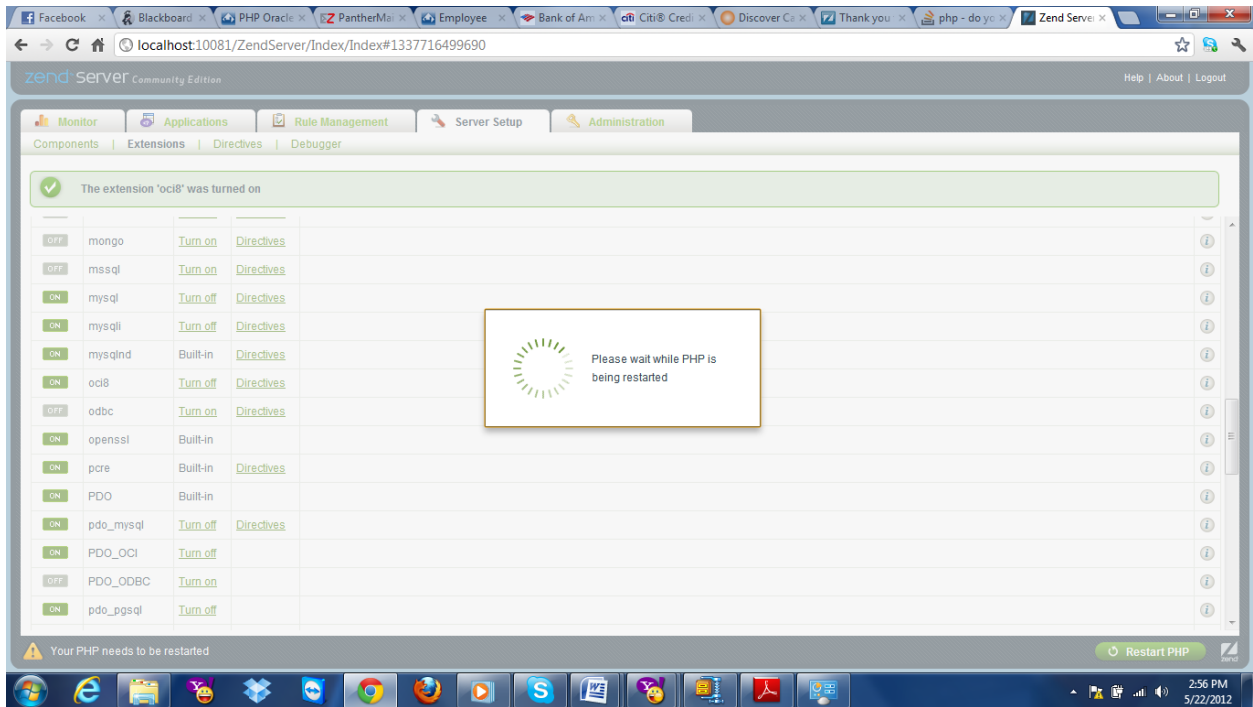 Facebook
Blackboard
PHP Oracle
PantherMai
Employee
Bank of Am
citi Citi® Credi
Discover Ca
Thank you
php - do yo
Zend Server
localhost:10081/ZendServer/Index/Index#1337716499690
zend server Community Edition
Help | About | Logout
Monitor
Applications
Rule Management
Server Setup
Administration
Components | Extensions | Directives | Debugger
The extension 'oci8' was turned on
OFF mongo Turn on Directives
OFF mssql Turn on Directives
ON mysql Turn off Directives
ON mysqli Turn off Directives
ON mysqlnd Built-in Directives
ON oci8 Turn off Directives
OFF odbc Turn on Directives
ON openssl Built-in
ON pcre Built-in Directives
ON PDO Built-in
ON pdo_mysql Turn off Directives
ON PDO_OCI Turn off
OFF PDO_ODBC Turn on
ON pdo_pgsql Turn off
Please wait while PHP is
being restarted
Your PHP needs to be restarted
Restart PHP
zend
2:56 PM
5/22/2012